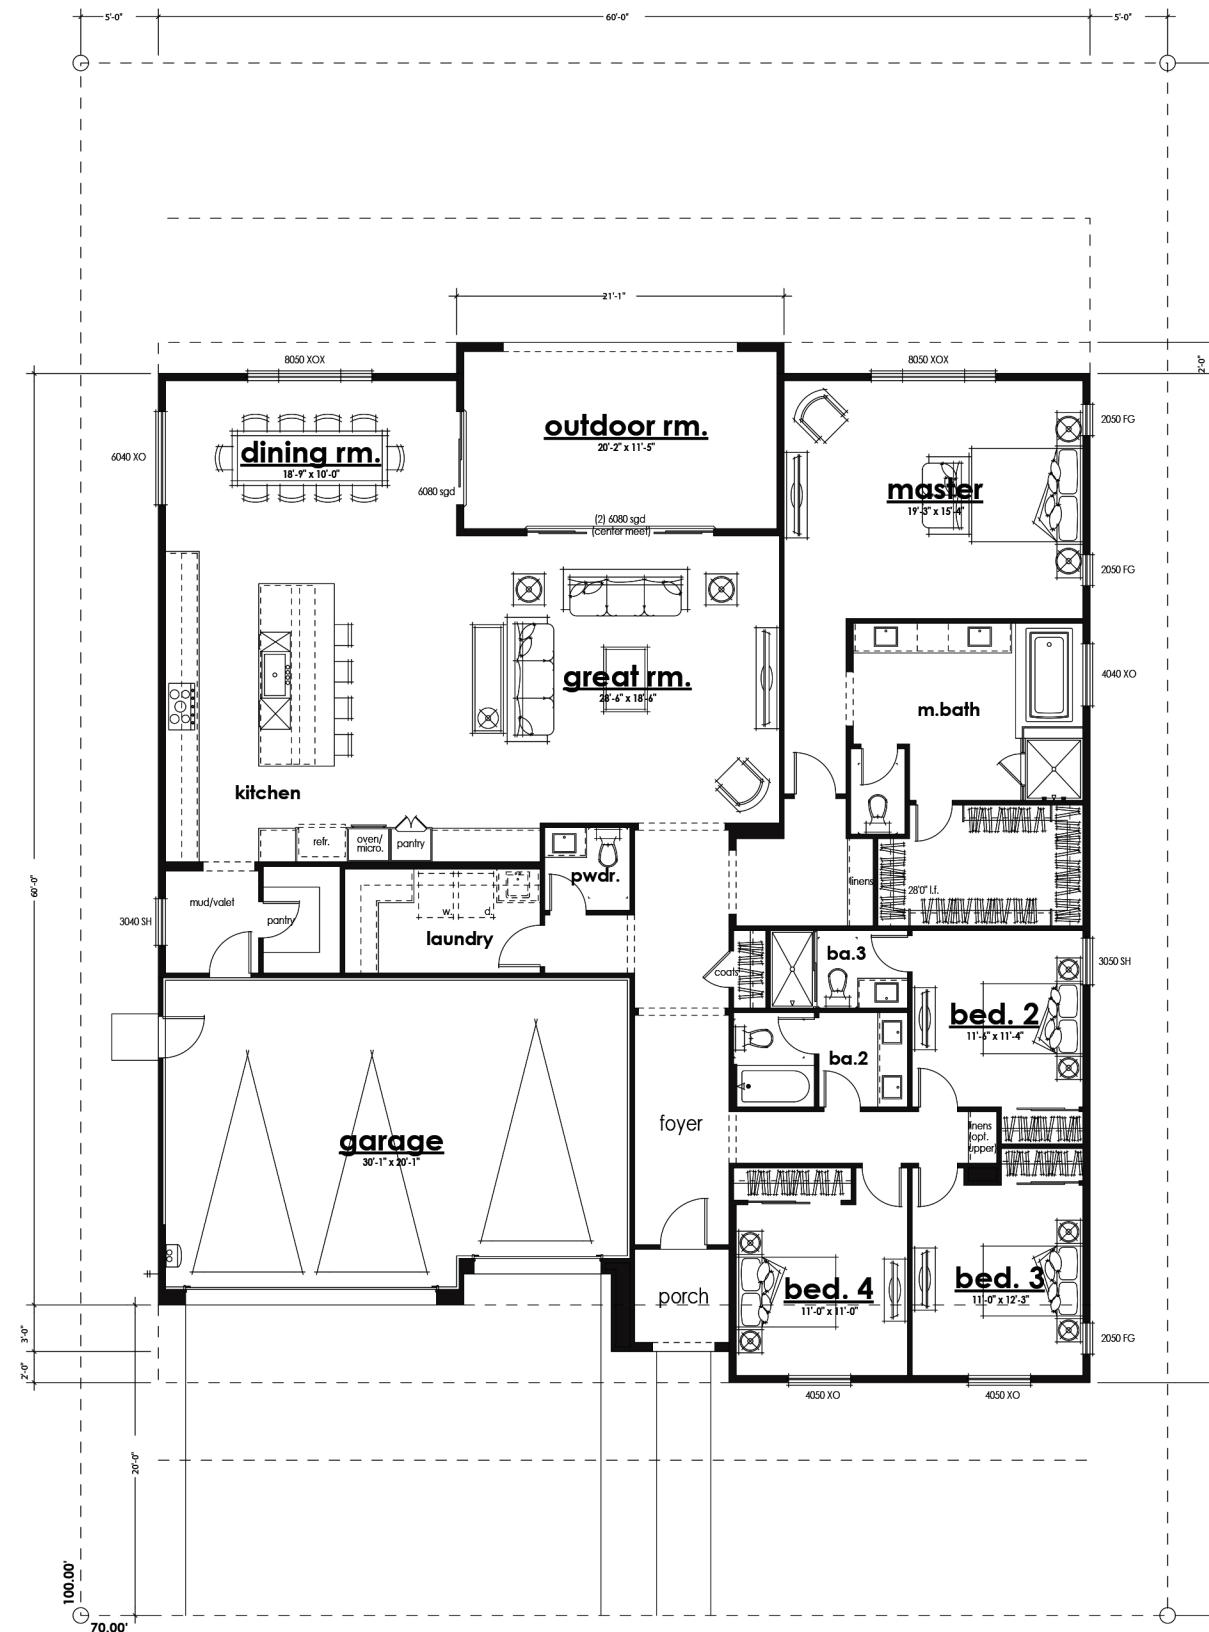 5'-0"
60'-0"
5'-0"
21'-1"
2'-0"
8050 XOX
8050 XOX
6040 XO
dining rm.
18'-9" x 10'-0"
6080 sgd
outdoor rm.
20'-2" x 11'-5"
(2) 6080 sgd
(center meet)
master
19'-3" x 15'-4"
2050 FG
2050 FG
great rm.
28'-6" x 18'-6"
4040 XO
m.bath
kitchen
refr.
oven/
micro.
pantry
pwdr.
linens
28'0" l.f.
60'-0"
mud/valet
pantry
3040 SH
w.
d.
laundry
coats
ba.3
3050 SH
bed. 2
11'-6" x 11'-4"
ba.2
foyer
linens
(opt.
upper)
garage
30'-1" x 20'-1"
porch
bed. 4
11'-0" x 11'-0"
bed. 3
11'-0" x 12'-3"
2050 FG
3'-0"
2'-0"
4050 XO
4050 XO
20'-0"
100.00'
70.00'